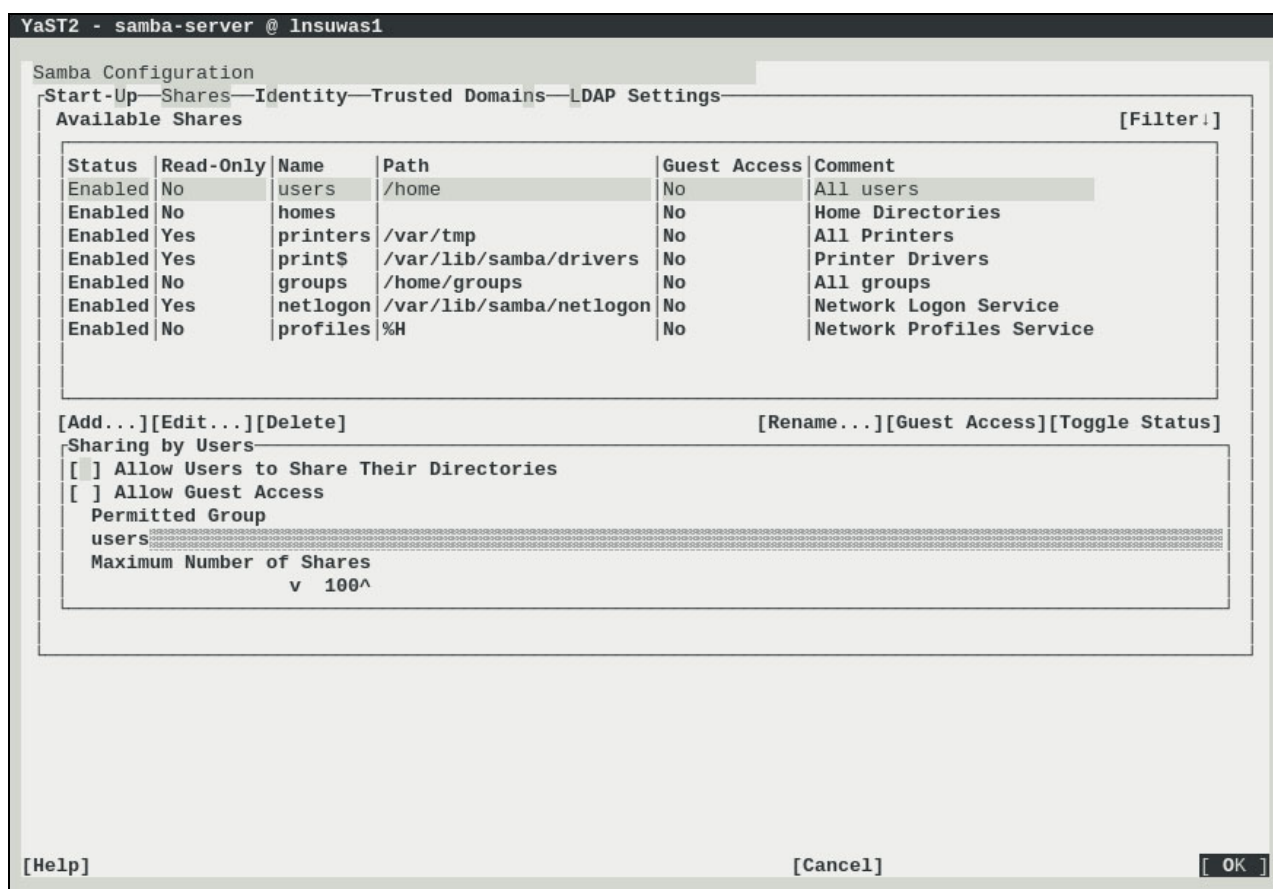 YaST2 - samba-server @ lnsuwas1
Samba Configuration
Start-Up Shares Identity Trusted Domains LDAP Settings
Available Shares [Filter↓]
Status |Read-Only|Name |Path |Guest Access|Comment
Enabled|No |users |/home |No |All users
Enabled|No |homes | |No |Home Directories
Enabled|Yes |printers|/var/tmp |No |All Printers
Enabled|Yes |print$ |/var/lib/samba/drivers |No |Printer Drivers
Enabled|No |groups |/home/groups |No |All groups
Enabled|Yes |netlogon|/var/lib/samba/netlogon|No |Network Logon Service
Enabled|No |profiles|%H |No |Network Profiles Service
[Add...][Edit...][Delete] [Rename...][Guest Access][Toggle Status]
Sharing by Users
[ ] Allow Users to Share Their Directories
[ ] Allow Guest Access
Permitted Group
users
Maximum Number of Shares
v 100^
[Help] [Cancel] [ OK ]